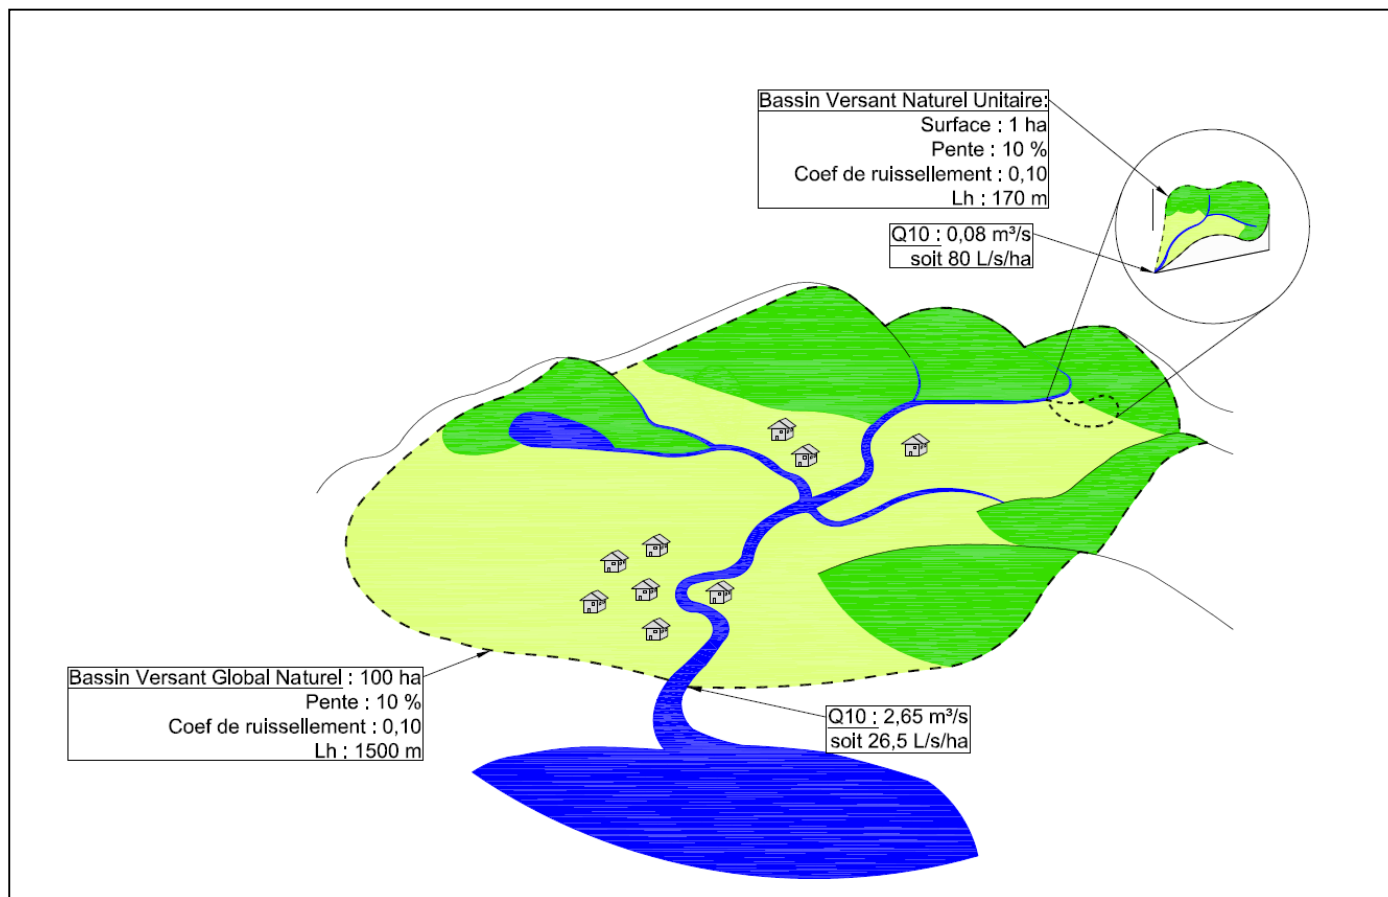 Bassin Versant Naturel Unitaire:
Surface : 1 ha
Pente : 10 %
Coef de ruissellement : 0,10
Lh : 170 m
Q10 : 0,08 m³/s
soit 80 L/s/ha
Bassin Versant Global Naturel : 100 ha
Pente : 10 %
Coef de ruissellement : 0,10
Lh : 1500 m
Q10 : 2,65 m³/s
soit 26,5 L/s/ha